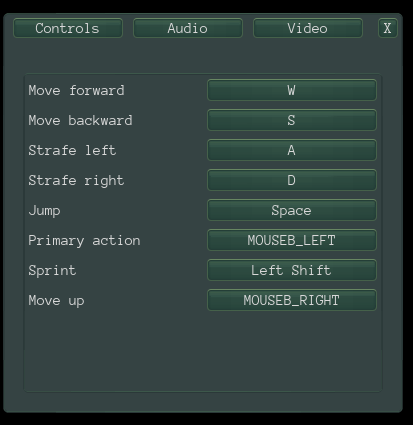 Controls Audio Video X
Move forward W
Move backward S
Strafe left A
Strafe right D
Jump Space
Primary action MOUSEB_LEFT
Sprint Left Shift
Move up MOUSEB_RIGHT